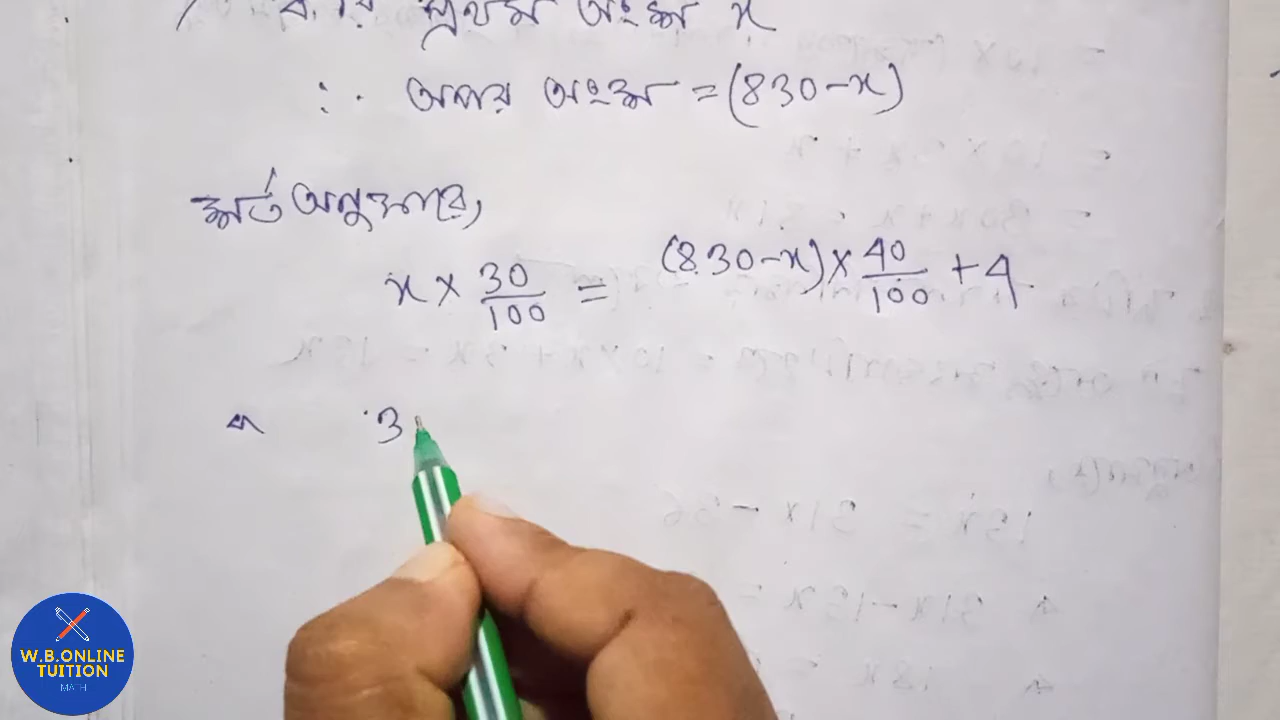 ধরি প্রথম অংশ x
∴ অপর অংশ = (830-x)
শর্ত অনুসারে,
x × 30/100 = (830-x) × 40/100 + 4
বা 3
W.B.ONLINE
TUITION
MATH